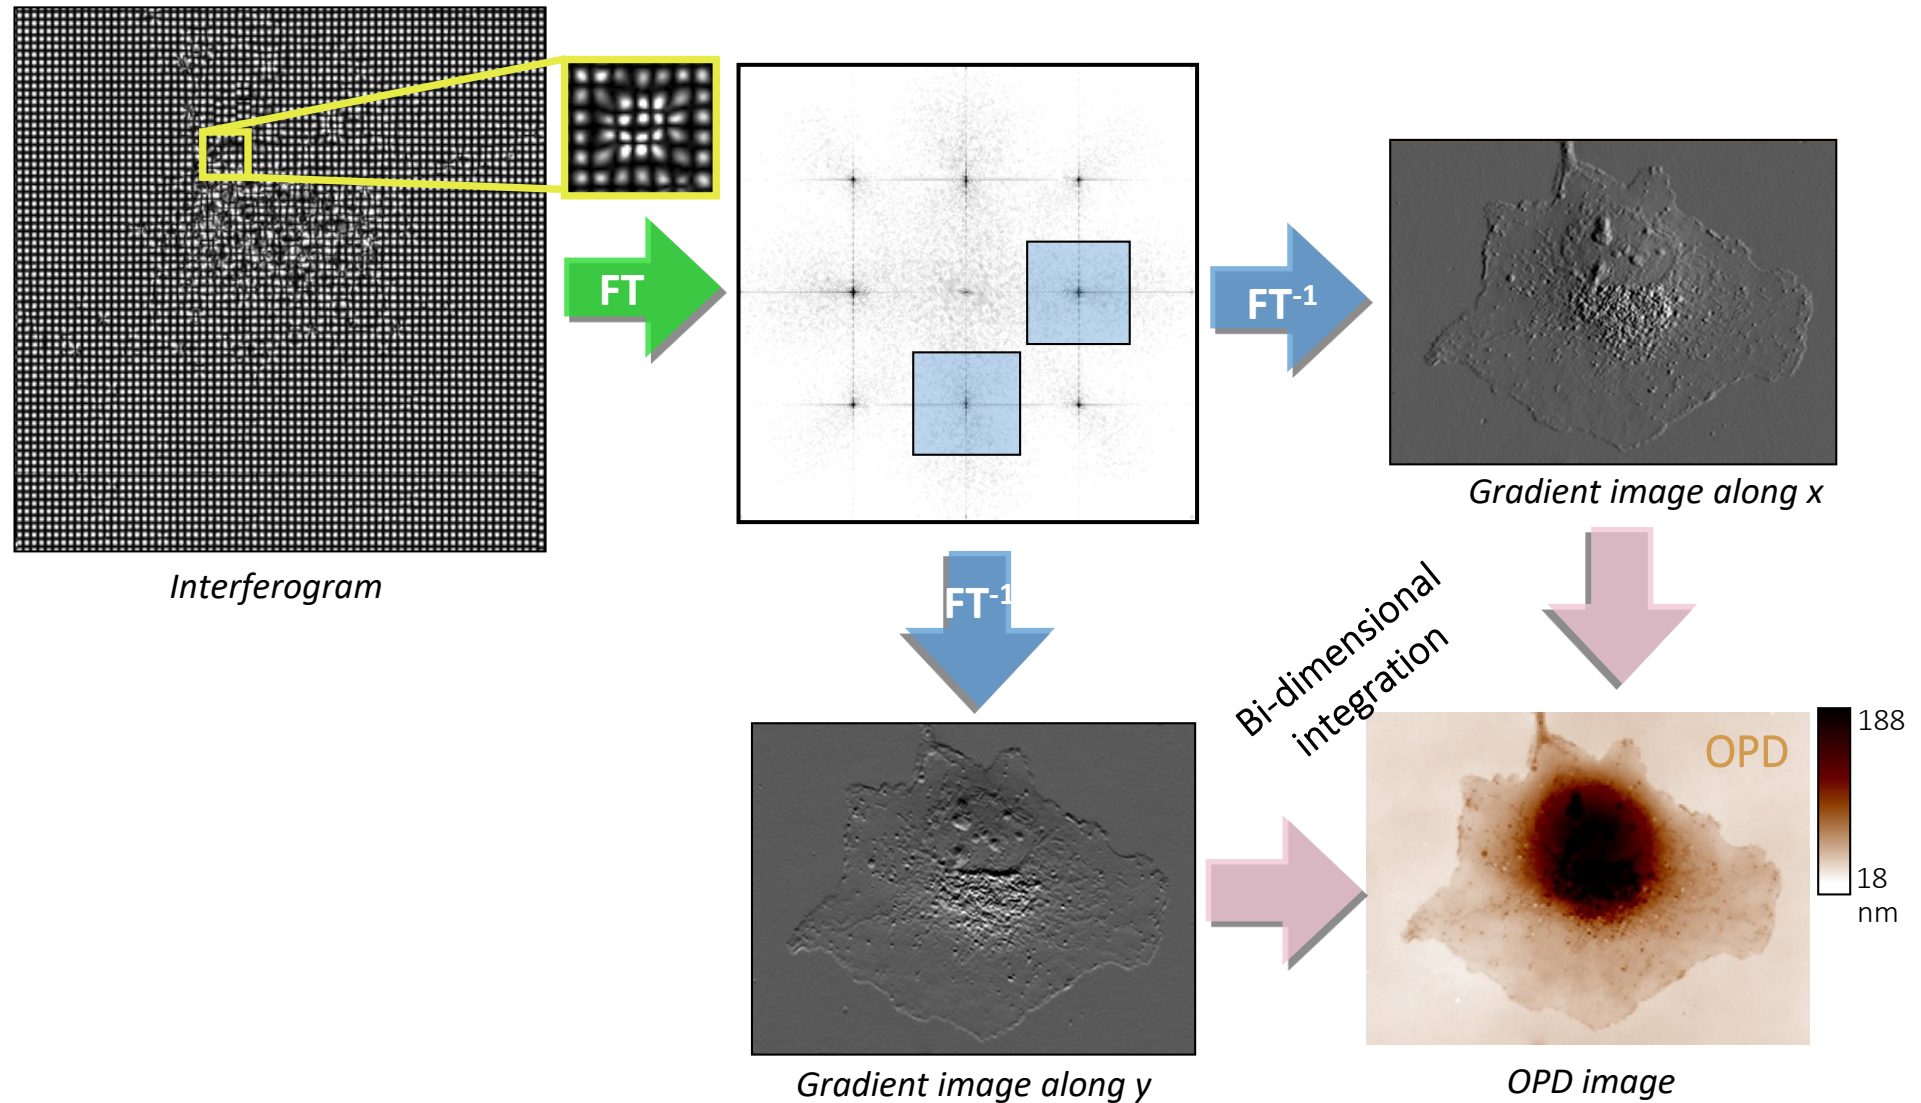 Interferogram
FT
FT-1
Gradient image along x
FT-1
Gradient image along y
Bi-dimensional
integration
OPD
188
18
nm
OPD image